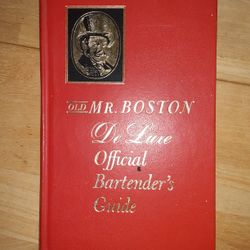 OLD MR. BOSTON
De Luxe
Official
Bartender's
Guide